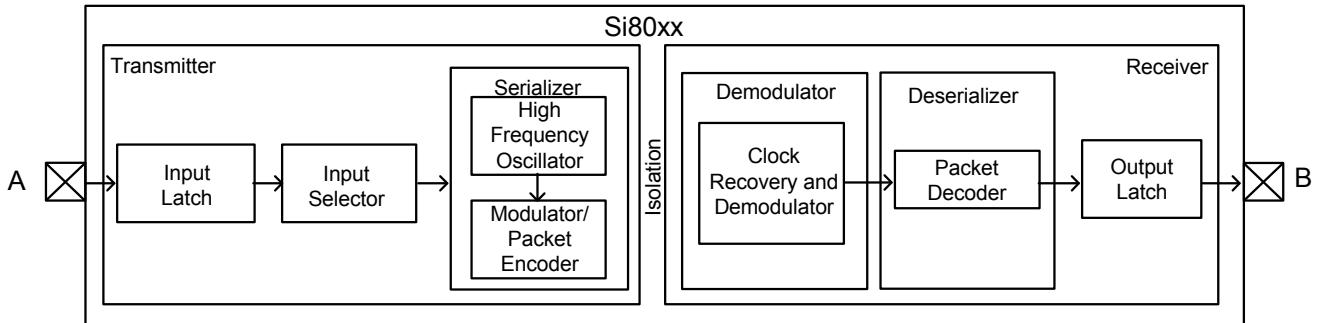 Si80xx
Transmitter
Receiver
Serializer
High
Frequency
Oscillator
Modulator/
Packet
Encoder
Demodulator
Deserializer
A
Input
Latch
Input
Selector
Isolation
Clock
Recovery and
Demodulator
Packet
Decoder
Output
Latch
B